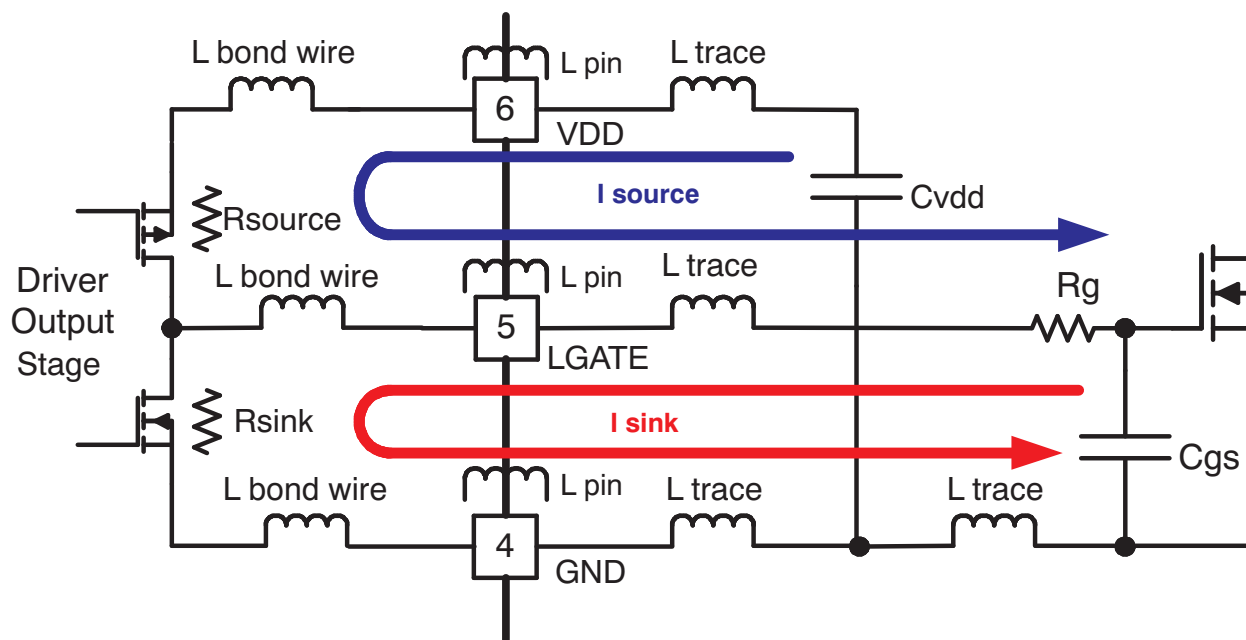 L bond wire
L pin
L trace
6
VDD
I source
Cvdd
Rsource
Driver
Output
Stage
L bond wire
L pin
L trace
Rg
5
LGATE
Rsink
I sink
Cgs
L bond wire
L pin
L trace
L trace
4
GND